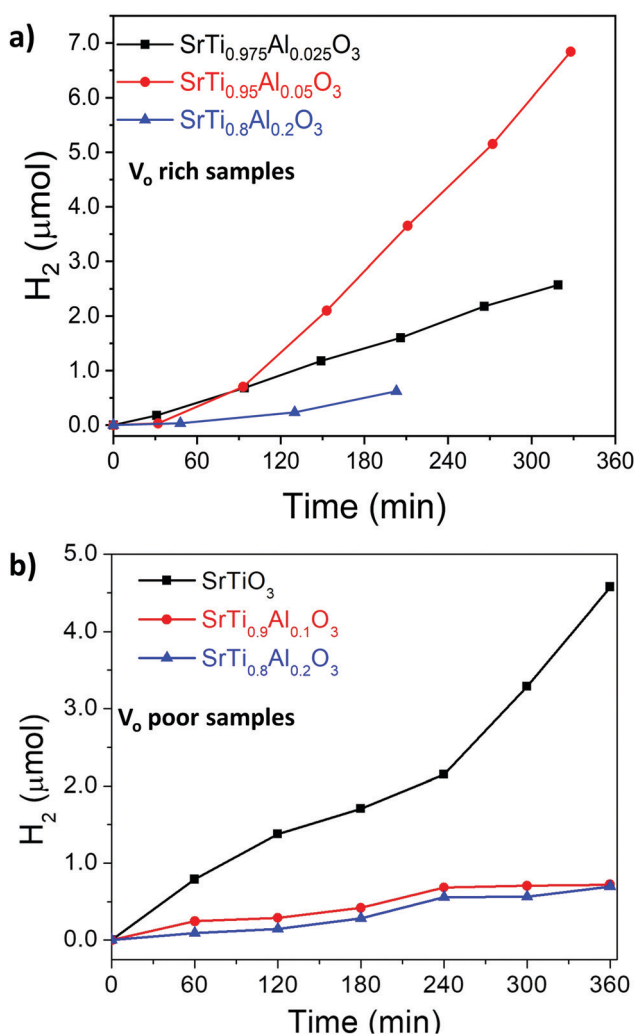 a)
7.0
6.0
5.0
4.0
3.0
2.0
1.0
0.0
H₂ (μmol)
SrTi₀.₉₇₅Al₀.₀₂₅O₃
SrTi₀.₉₅Al₀.₀₅O₃
SrTi₀.₈Al₀.₂O₃
Vₒ rich samples
0 60 120 180 240 300 360
Time (min)
b)
5.0
4.0
3.0
2.0
1.0
0.0
H₂ (μmol)
SrTiO₃
SrTi₀.₉Al₀.₁O₃
SrTi₀.₈Al₀.₂O₃
Vₒ poor samples
0 60 120 180 240 300 360
Time (min)